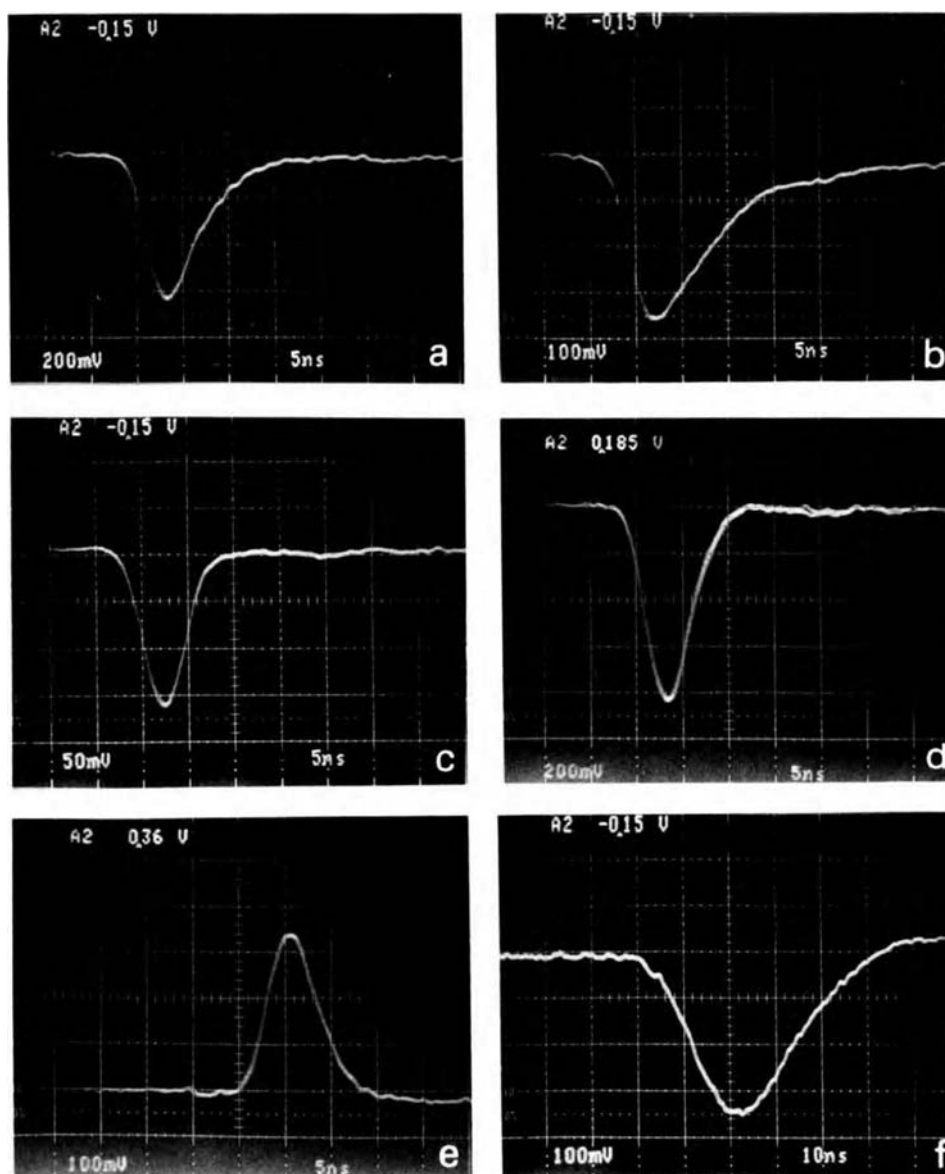 A2 -0.15 V
200mV 5ns a
A2 -0.15 V
100mV 5ns b
A2 -0.15 V
50mV 5ns c
A2 0.185 V
200mV 5ns d
A2 0.36 V
100mV 5ns e
A2 -0.15 V
100mV 10ns f